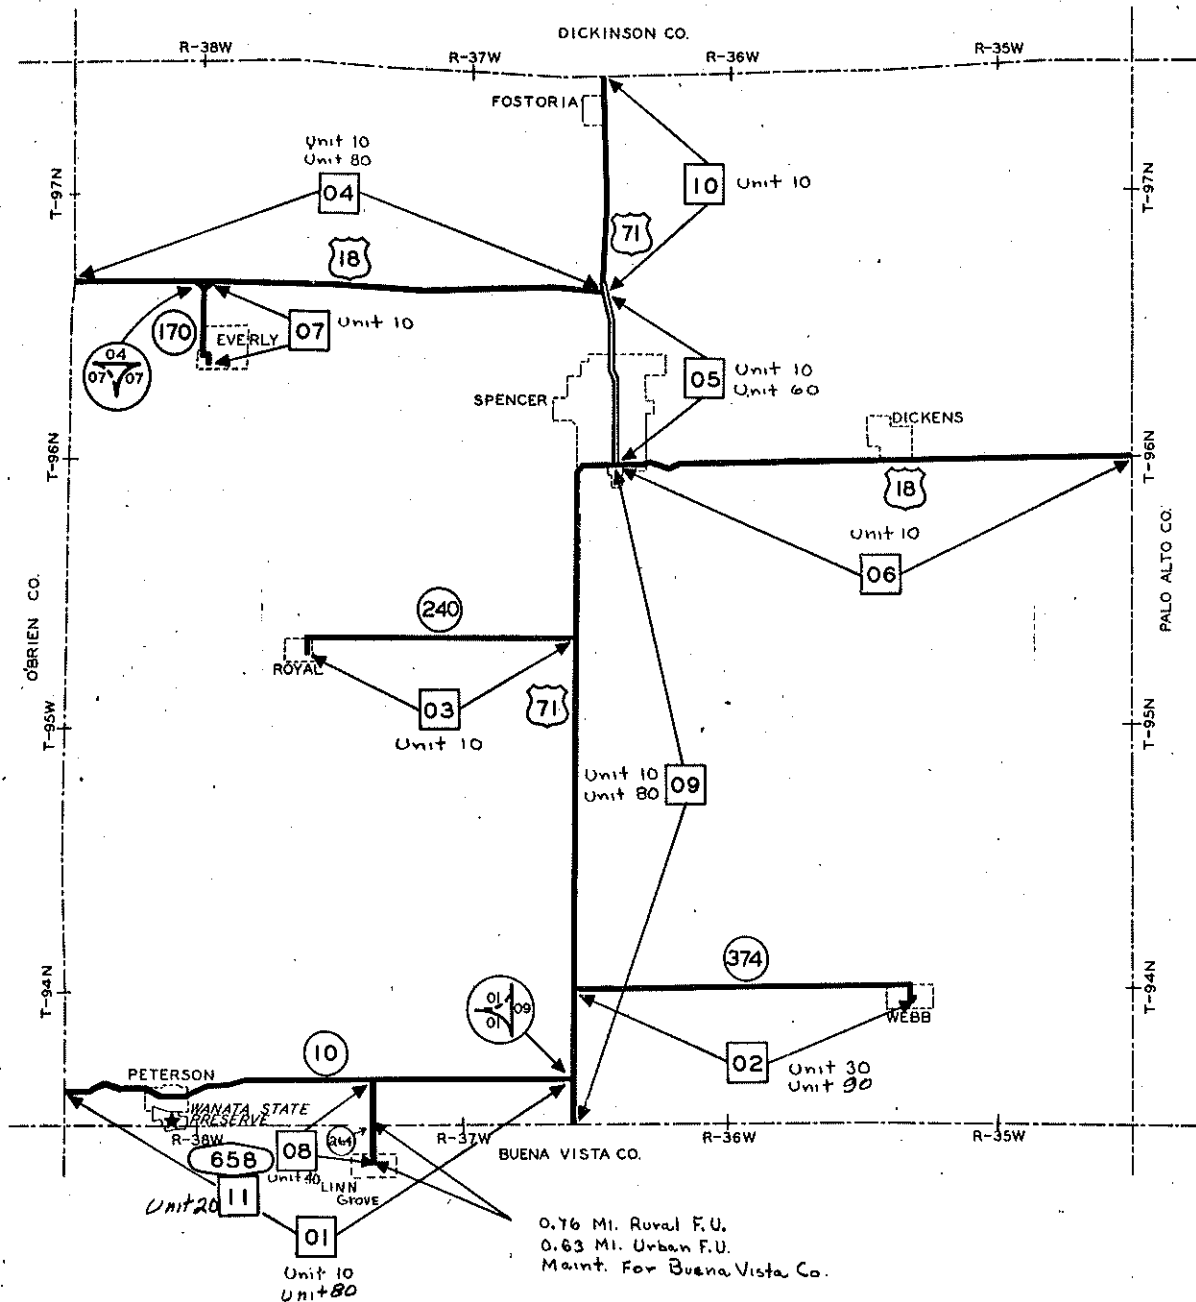 DICKINSON CO.
R-38W
R-37W
R-36W
R-35W
FOSTORIA
Unit 10
Unit 80
04
10 Unit 10
T-97N
T-97N
71
18
170
EVERLY
07 Unit 10
04
07 07
05
Unit 10
Unit 60
SPENCER
DICKENS
T-96N
T-96N
18
Unit 10
06
O'BRIEN CO.
PALO ALTO CO.
240
ROYAL
03
Unit 10
71
T-95W
T-95N
Unit 10
Unit 80
09
374
T-94N
T-94N
01
01
09
WEBB
02
Unit 30
Unit 90
10
PETERSON
WANATA STATE
PRESERVE
R-38W
R-37W
R-36W
R-35W
264
08
Unit 40
658
BUENA VISTA CO.
LINN
GROVE
Unit 20
11
01
Unit 10
Unit 80
0.76 MI. Rural F.U.
0.63 MI. Urban F.U.
Maint. For Buena Vista Co.